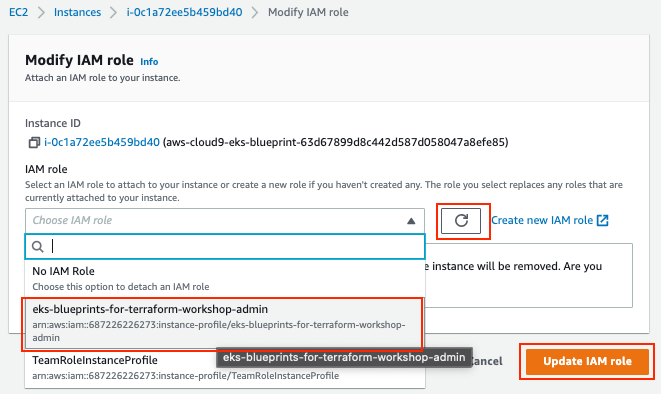 EC2 > Instances > i-0c1a72ee5b459bd40 > Modify IAM role
Modify IAM role Info
Attach an IAM role to your instance.
Instance ID
i-0c1a72ee5b459bd40 (aws-cloud9-eks-blueprint-63d67899d8c442d587d058047a8efe85)
IAM role
Select an IAM role to attach to your instance or create a new role if you haven't created any. The role you select replaces any roles that are
currently attached to your instance.
Choose IAM role
Create new IAM role
No IAM Role
Choose this option to detach an IAM role
e instance will be removed. Are you
eks-blueprints-for-terraform-workshop-admin
arn:aws:iam::687226226273:instance-profile/eks-blueprints-for-terraform-workshop-
admin
eks-blueprints-for-terraform-workshop-admin
TeamRoleInstanceProfile
arn:aws:iam::687226226273:instance-profile/TeamRoleInstanceProfile
Cancel
Update IAM role